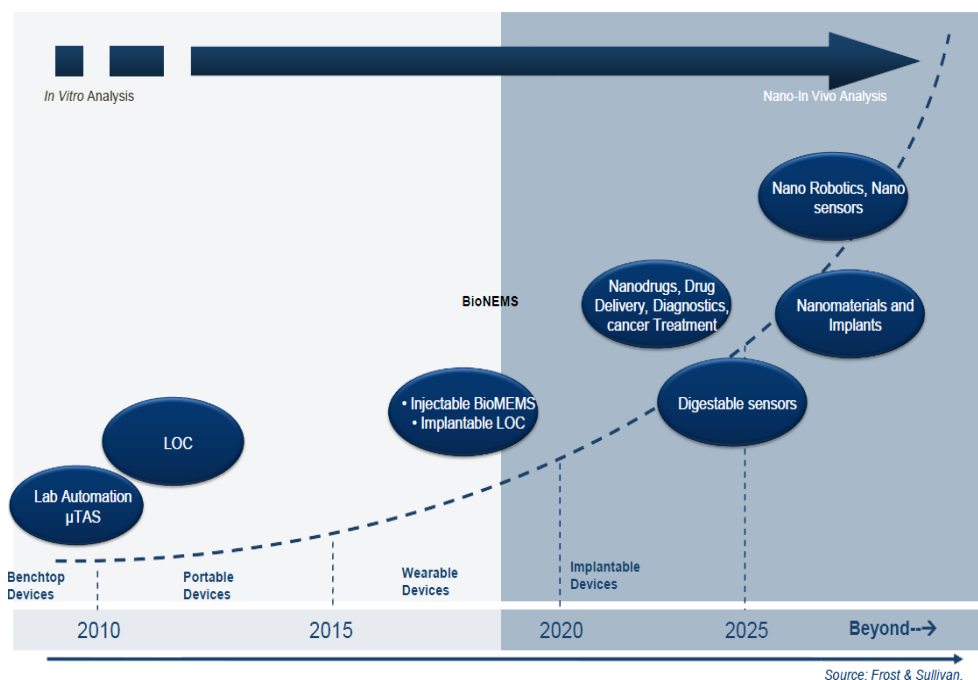 In Vitro Analysis
Nano-In Vivo Analysis
Nano Robotics, Nano
sensors
BioNEMS
Nanodrugs, Drug
Delivery, Diagnostics,
cancer Treatment
Nanomaterials and
Implants
• Injectable BioMEMS
• Implantable LOC
Digestable sensors
LOC
Lab Automation
µTAS
Benchtop
Devices
Portable
Devices
Wearable
Devices
Implantable
Devices
2010
2015
2020
2025
Beyond-->
Source: Frost & Sullivan.